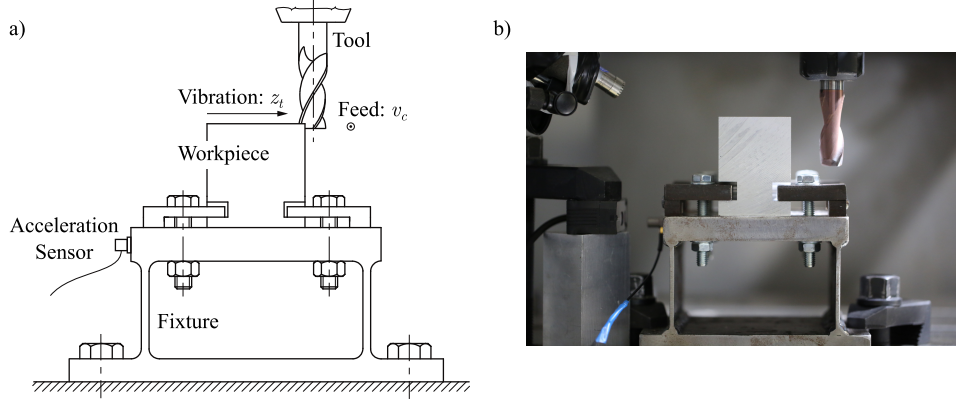 a)
b)
Tool
Vibration: z_t
Feed: v_c
Workpiece
Acceleration
Sensor
Fixture